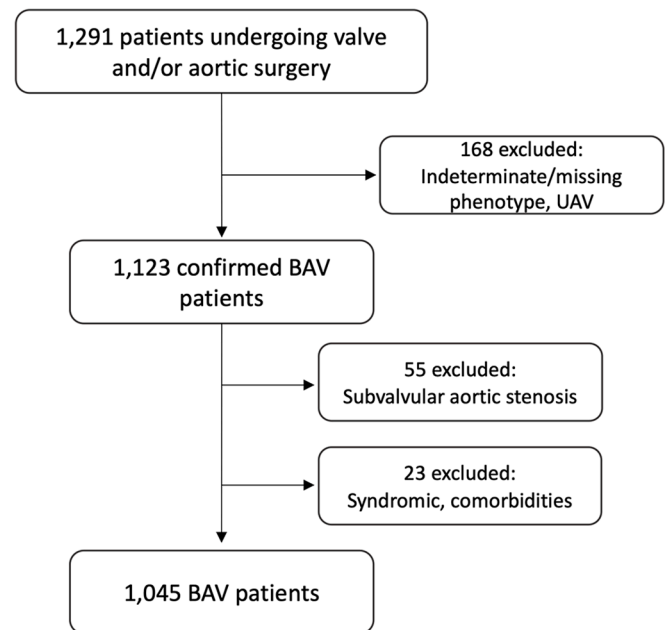 1,291 patients undergoing valve
and/or aortic surgery
168 excluded:
Indeterminate/missing
phenotype, UAV
1,123 confirmed BAV
patients
55 excluded:
Subvalvular aortic stenosis
23 excluded:
Syndromic, comorbidities
1,045 BAV patients